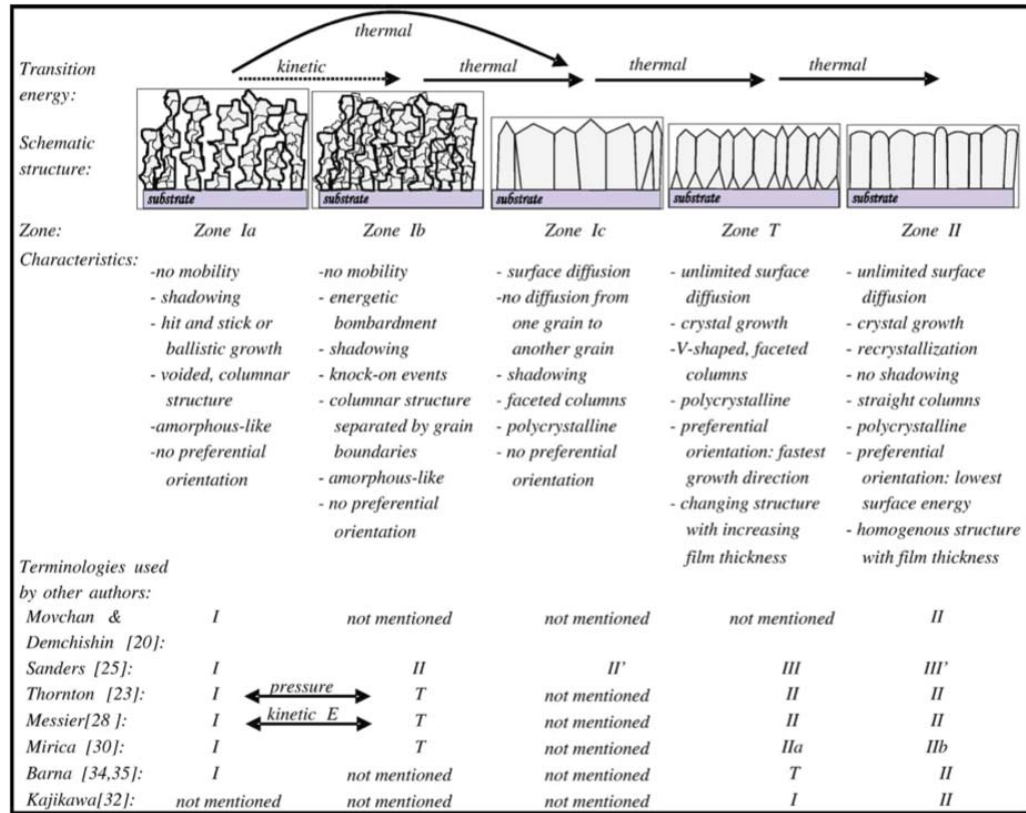 thermal
Transition
energy:
kinetic thermal thermal thermal
Schematic
structure:
substrate substrate substrate substrate substrate
Zone: Zone Ia Zone Ib Zone Ic Zone T Zone II
Characteristics:
-no mobility
- shadowing
- hit and stick or
ballistic growth
- voided, columnar
structure
-amorphous-like
-no preferential
orientation
-no mobility
- energetic
bombardment
- shadowing
- knock-on events
- columnar structure
separated by grain
boundaries
- amorphous-like
- no preferential
orientation
- surface diffusion
-no diffusion from
one grain to
another grain
- shadowing
- faceted columns
- polycrystalline
- no preferential
orientation
- unlimited surface
diffusion
- crystal growth
-V-shaped, faceted
columns
- polycrystalline
- preferential
orientation: fastest
growth direction
- changing structure
with increasing
film thickness
- unlimited surface
diffusion
- crystal growth
- recrystallization
- no shadowing
- straight columns
- polycrystalline
- preferential
orientation: lowest
surface energy
- homogenous structure
with film thickness
Terminologies used
by other authors:
Movchan & I not mentioned not mentioned not mentioned II
Demchishin [20]:
Sanders [25]: I II II' III III'
Thornton [23]: I pressure T not mentioned II II
Messier[28 ]: I kinetic E T not mentioned II II
Mirica [30]: I T not mentioned IIa IIb
Barna [34,35]: I not mentioned not mentioned T II
Kajikawa[32]: not mentioned not mentioned not mentioned I II